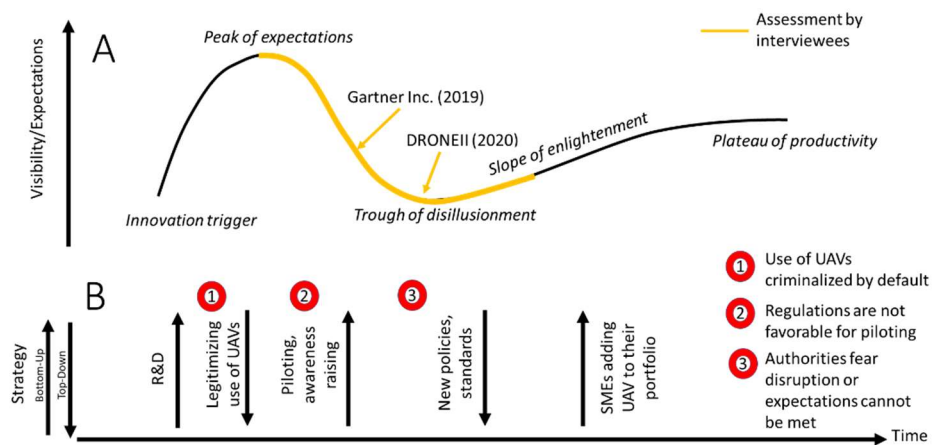 A
Visibility/Expectations
Peak of expectations
Assessment by
interviewees
Gartner Inc. (2019)
DRONEII (2020)
Slope of enlightenment
Plateau of productivity
Innovation trigger
Trough of disillusionment
B
Strategy
Bottom-Up
Top-Down
R&D
1
Legitimizing
use of UAVs
2
Piloting,
awareness
raising
3
New policies,
standards
SMEs adding
UAV to their
portfolio
1
Use of UAVs
criminalized by
default
2
Regulations are not
favorable for piloting
3
Authorities fear
disruption or
expectations cannot
be met
Time